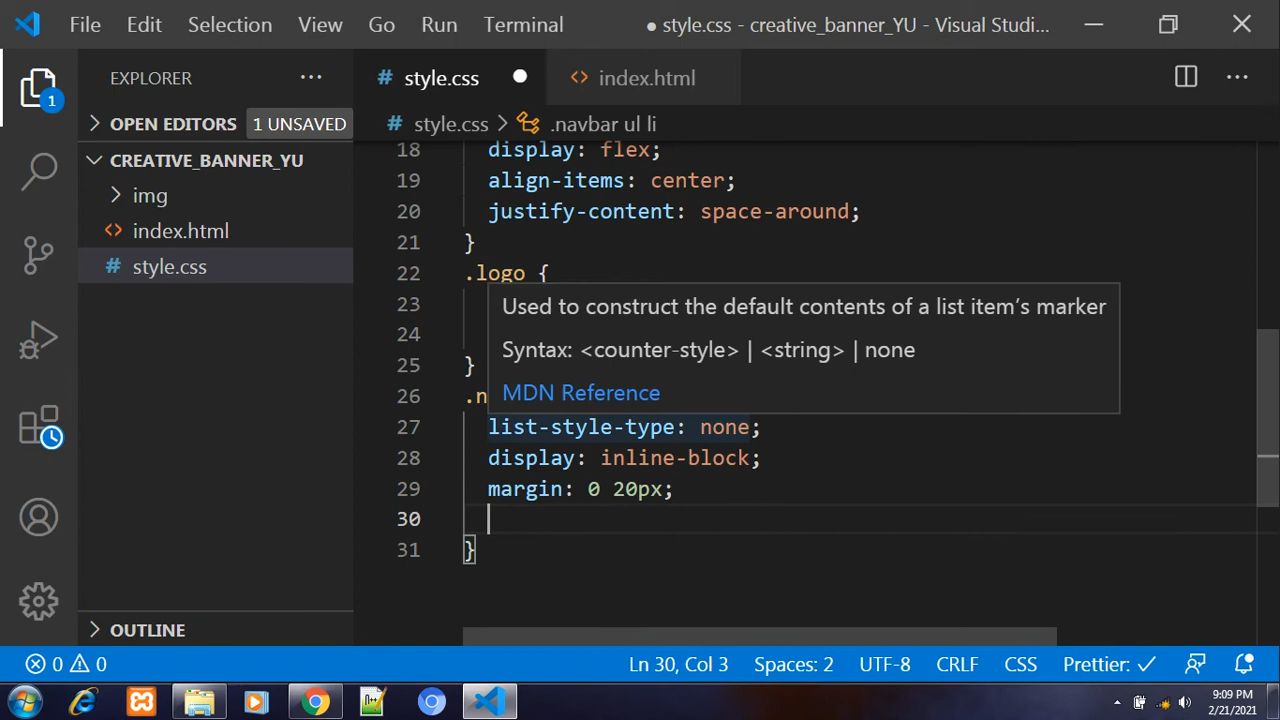 File Edit Selection View Go Run Terminal ● style.css - creative_banner_YU - Visual Studi...
EXPLORER ...
# style.css ●
<> index.html
...
OPEN EDITORS 1 UNSAVED
# style.css > .navbar ul li
CREATIVE_BANNER_YU
img
<> index.html
# style.css
1
18 display: flex;
19 align-items: center;
20 justify-content: space-around;
21 }
22 .logo {
23
24
25 }
26 .n
Used to construct the default contents of a list item’s marker
Syntax: <counter-style> | <string> | none
MDN Reference
27 list-style-type: none;
28 display: inline-block;
29 margin: 0 20px;
30
31 }
OUTLINE
0 0 Ln 30, Col 3 Spaces: 2 UTF-8 CRLF CSS Prettier: ✓
9:09 PM
2/21/2021